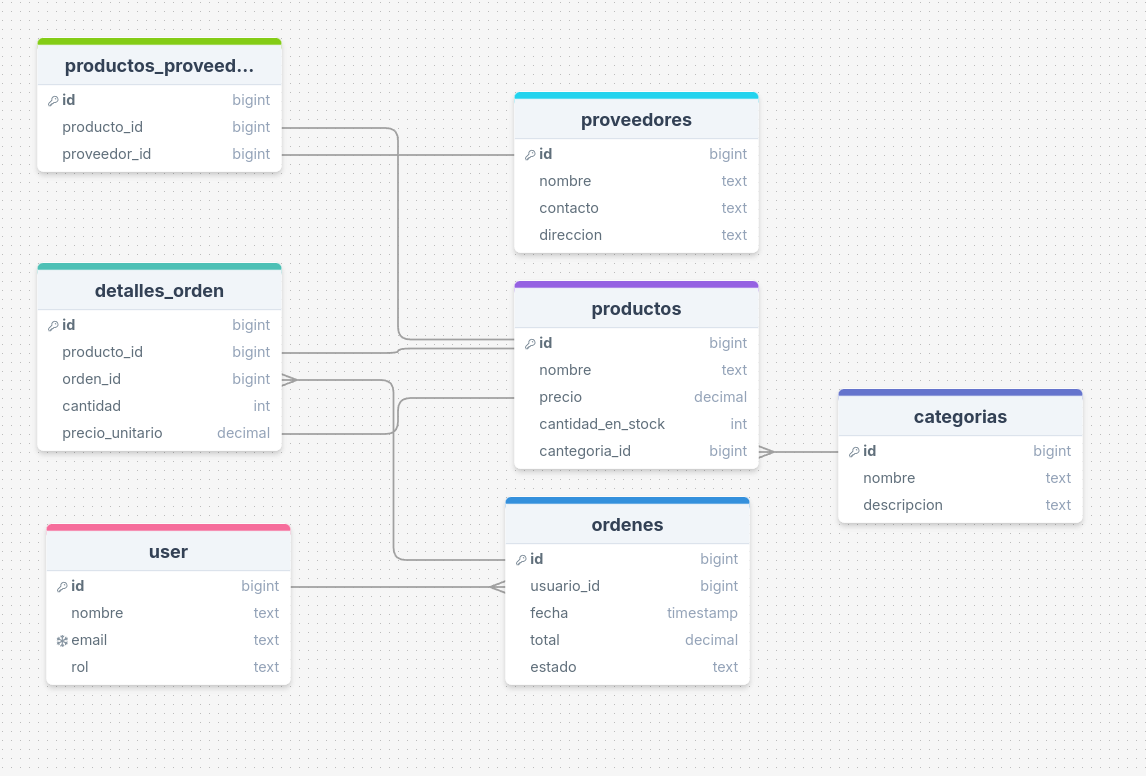 productos_proveed...
id bigint
producto_id bigint
proveedor_id bigint
proveedores
id bigint
nombre text
contacto text
direccion text
detalles_orden
id bigint
producto_id bigint
orden_id bigint
cantidad int
precio_unitario decimal
productos
id bigint
nombre text
precio decimal
cantidad_en_stock int
cantegoria_id bigint
categorias
id bigint
nombre text
descripcion text
user
id bigint
nombre text
email text
rol text
ordenes
id bigint
usuario_id bigint
fecha timestamp
total decimal
estado text